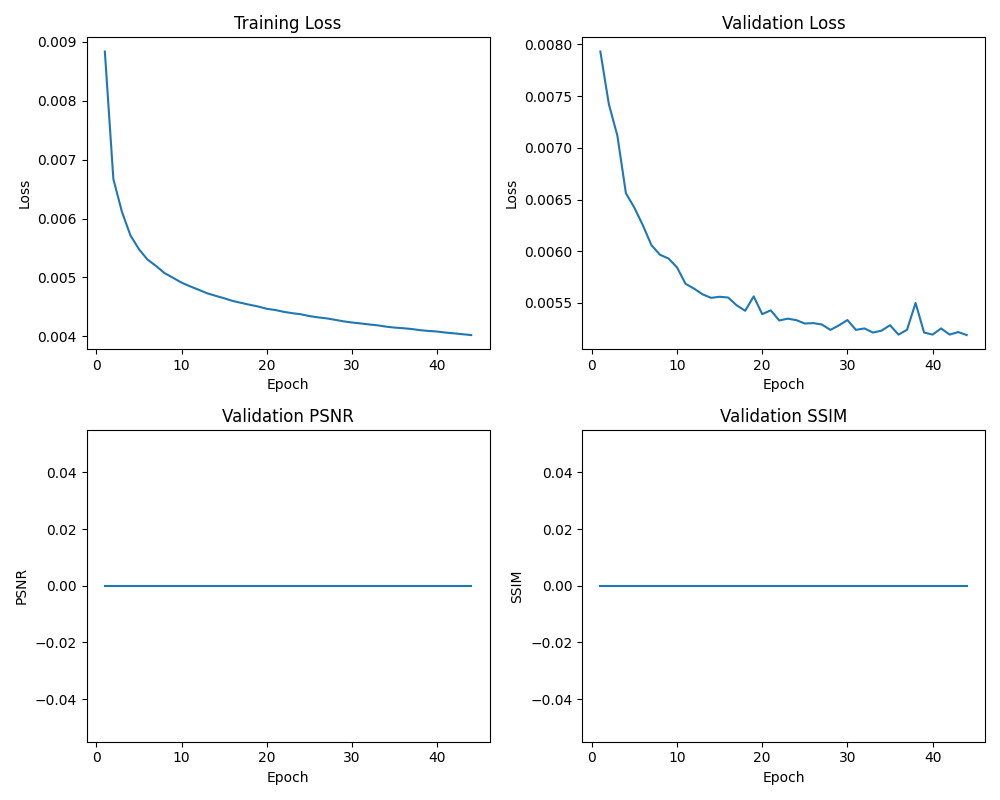 Training Loss
0.009
0.008
0.007
0.006
0.005
0.004
Loss
0 10 20 30 40
Epoch
Validation Loss
0.0080
0.0075
0.0070
0.0065
0.0060
0.0055
Loss
0 10 20 30 40
Epoch
Validation PSNR
0.04
0.02
0.00
−0.02
−0.04
PSNR
0 10 20 30 40
Epoch
Validation SSIM
0.04
0.02
0.00
−0.02
−0.04
SSIM
0 10 20 30 40
Epoch